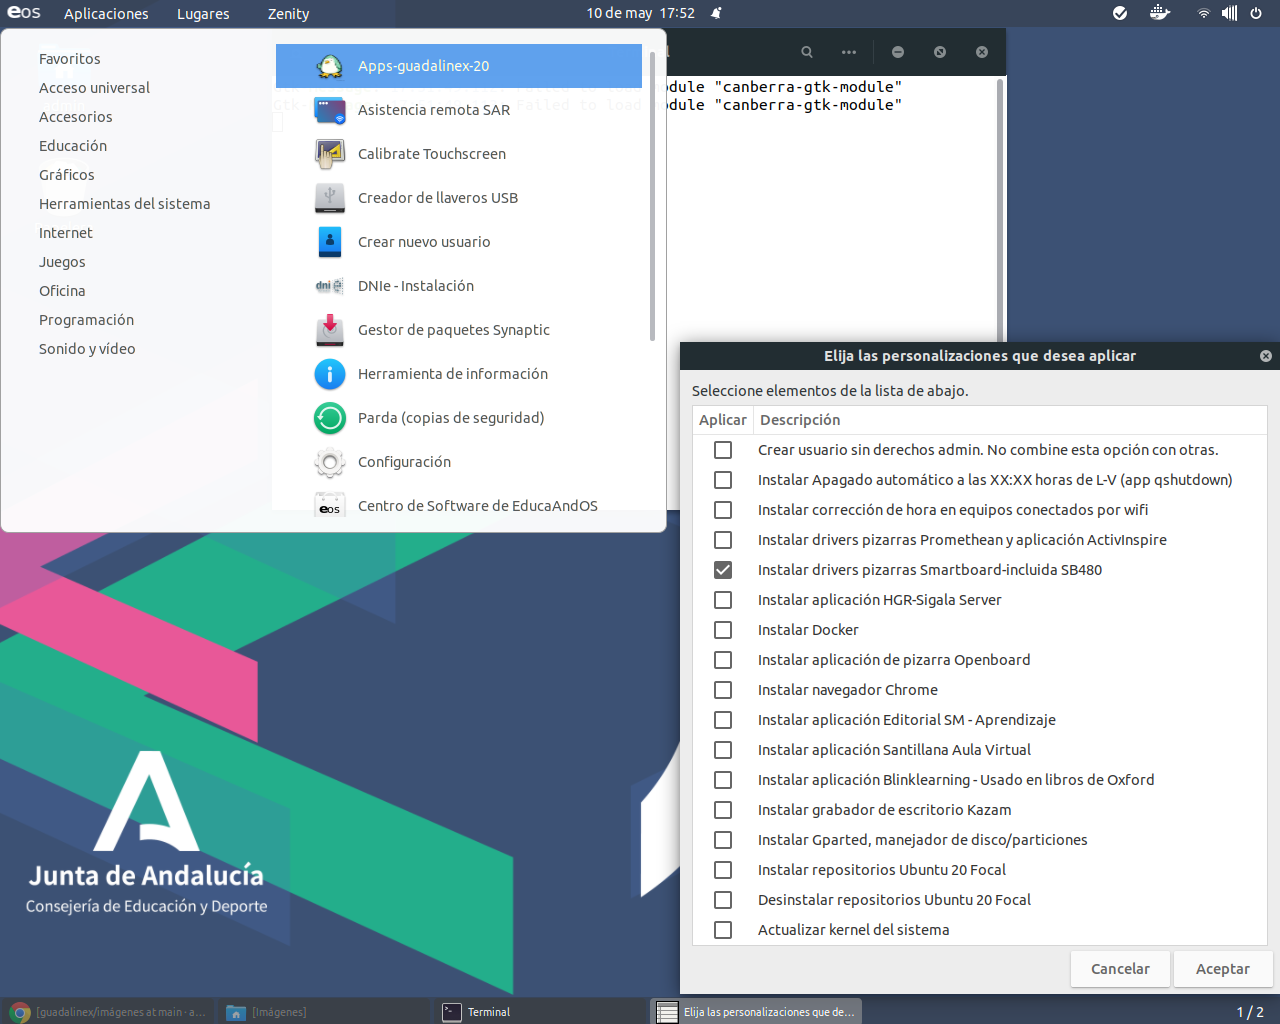 eos Aplicaciones Lugares Zenity 10 de may 17:52
Favoritos
Acceso universal
Accesorios
Educación
Gráficos
Herramientas del sistema
Internet
Juegos
Oficina
Programación
Sonido y vídeo
Apps-guadalinex-20
Asistencia remota SAR
Calibrate Touchscreen
Creador de llaveros USB
Crear nuevo usuario
DNIe - Instalación
Gestor de paquetes Synaptic
Herramienta de información
Parda (copias de seguridad)
Configuración
Centro de Software de EducaAndOS
dule "canberra-gtk-module"
dule "canberra-gtk-module"
Elija las personalizaciones que desea aplicar
Seleccione elementos de la lista de abajo.
Aplicar Descripción
Crear usuario sin derechos admin. No combine esta opción con otras.
Instalar Apagado automático a las XX:XX horas de L-V (app qshutdown)
Instalar corrección de hora en equipos conectados por wifi
Instalar drivers pizarras Promethean y aplicación ActivInspire
Instalar drivers pizarras Smartboard-incluida SB480
Instalar aplicación HGR-Sigala Server
Instalar Docker
Instalar aplicación de pizarra Openboard
Instalar navegador Chrome
Instalar aplicación Editorial SM - Aprendizaje
Instalar aplicación Santillana Aula Virtual
Instalar aplicación Blinklearning - Usado en libros de Oxford
Instalar grabador de escritorio Kazam
Instalar Gparted, manejador de disco/particiones
Instalar repositorios Ubuntu 20 Focal
Desinstalar repositorios Ubuntu 20 Focal
Actualizar kernel del sistema
Cancelar Aceptar
Junta de Andalucía
Consejería de Educación y Deporte
[guadalinex/imágenes at main · a... [Imágenes] Terminal Elija las personalizaciones que de... 1 / 2